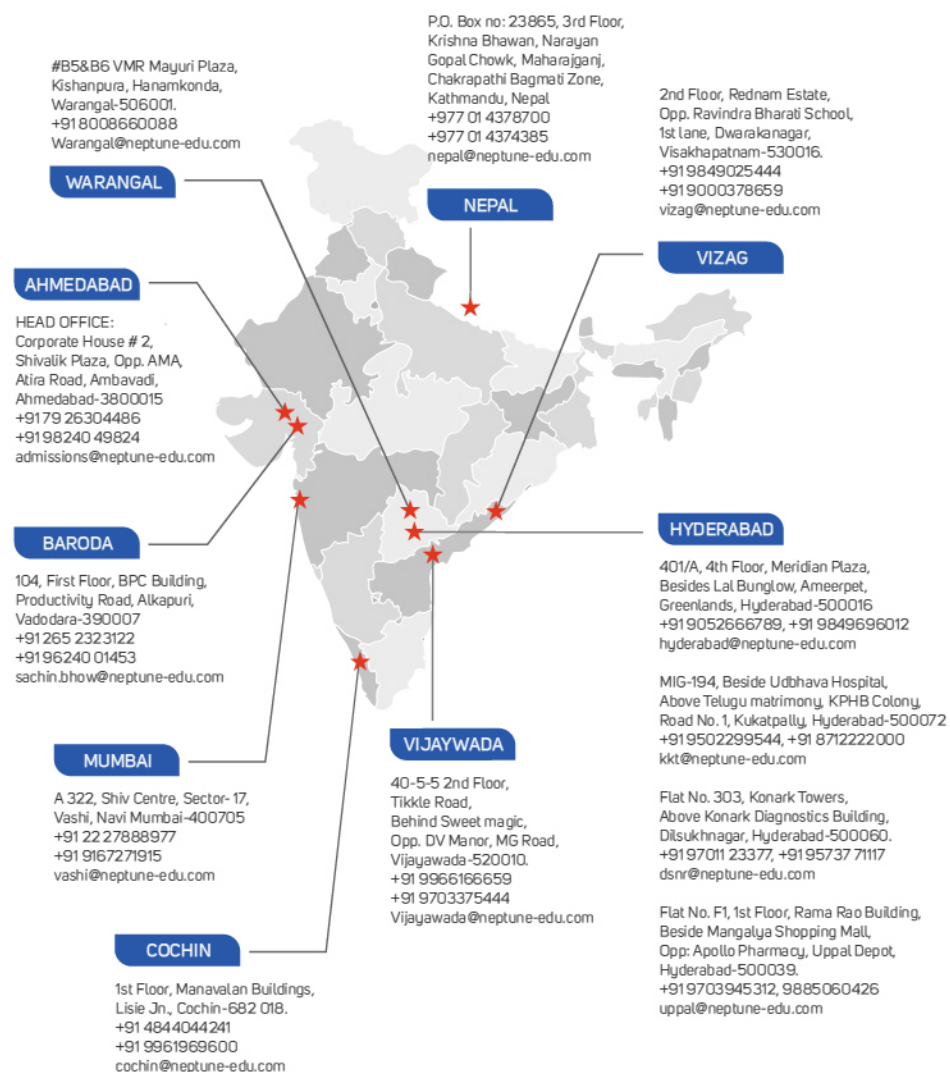 #B5&B6 VMR Mayuri Plaza,
Kishanpura, Hanamkonda,
Warangal-506001.
+918008660088
Warangal@neptune-edu.com
WARANGAL
P.O. Box no: 23865, 3rd Floor,
Krishna Bhawan, Narayan
Gopal Chowk, Maharajganj,
Chakrapathi Bagmati Zone,
Kathmandu, Nepal
+977 01 4378700
+977 01 4374385
nepal@neptune-edu.com
NEPAL
2nd Floor, Rednam Estate,
Opp. Ravindra Bharati School,
1st lane, Dwarakanagar,
Visakhapatnam-530016.
+91 9849025444
+91 9000378659
vizag@neptune-edu.com
VIZAG
AHMEDABAD
HEAD OFFICE:
Corporate House # 2,
Shivalik Plaza, Opp. AMA,
Atira Road, Ambavadi,
Ahmedabad-3800015
+9179 26304486
+9198240 49824
admissions@neptune-edu.com
BARODA
104, First Floor, BPC Building,
Productivity Road, Alkapuri,
Vadodara-390007
+91 265 2323122
+91 96240 01453
sachin.bhow@neptune-edu.com
HYDERABAD
401/A, 4th Floor, Meridian Plaza,
Besides Lal Bunglow, Ameerpet,
Greenlands, Hyderabad-500016
+91 9052666789, +91 9849696012
hyderabad@neptune-edu.com
MIG-194, Beside Udbhava Hospital,
Above Telugu matrimony, KPHB Colony,
Road No. 1, Kukatpally, Hyderabad-500072
+91 9502299544, +91 8712222000
kkt@neptune-edu.com
Flat No. 303, Konark Towers,
Above Konark Diagnostics Building,
Dilsukhnagar, Hyderabad-500060.
+91 97011 23377, +91 95737 71117
dsnr@neptune-edu.com
Flat No. F1, 1st Floor, Rama Rao Building,
Beside Mangalya Shopping Mall,
Opp: Apollo Pharmacy, Uppal Depot,
Hyderabad-500039.
+91 9703945312, 9885060426
uppal@neptune-edu.com
MUMBAI
A 322, Shiv Centre, Sector- 17,
Vashi, Navi Mumbai-400705
+91 22 27888977
+91 9167271915
vashi@neptune-edu.com
VIJAYWADA
40-5-5 2nd Floor,
Tikkle Road,
Behind Sweet magic,
Opp. DV Manor, MG Road,
Vijayawada-520010.
+91 9966166659
+91 9703375444
Vijayawada@neptune-edu.com
COCHIN
1st Floor, Manavalan Buildings,
Lisie Jn., Cochin-682 018.
+91 4844044241
+91 9961969600
cochin@neptune-edu.com